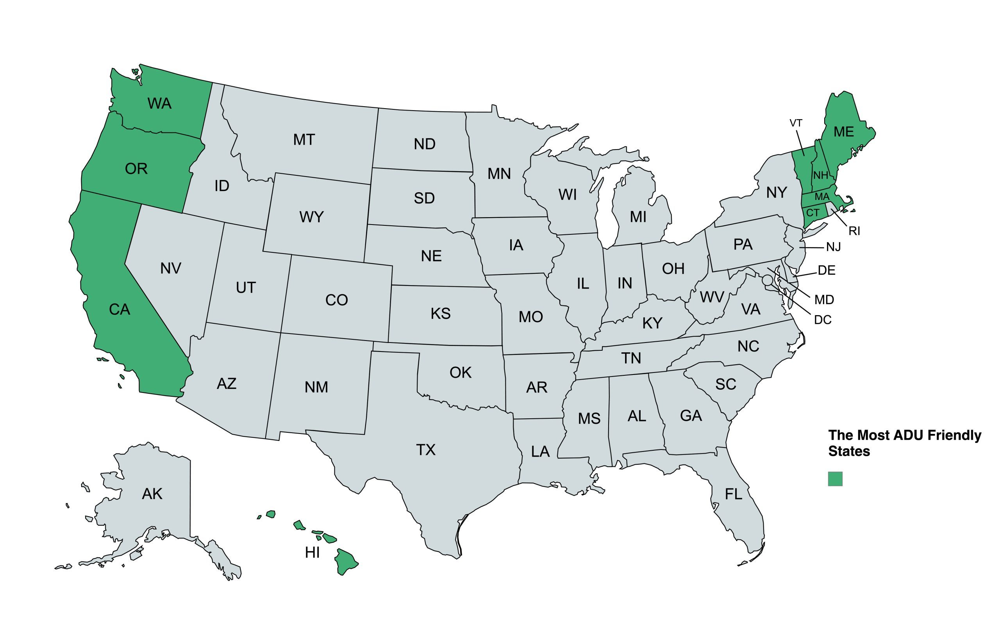 WA
VT
ME
MT
ND
OR
MN
NH
ID
NY
WI
SD
MA
CT
WY
MI
RI
PA
IA
NJ
NE
NV
OH
DE
UT
IL
IN
WV
MD
CO
CA
KS
MO
VA
DC
KY
NC
TN
OK
AZ
NM
AR
SC
MS
AL
GA
The Most ADU Friendly
States
TX
LA
AK
FL
HI